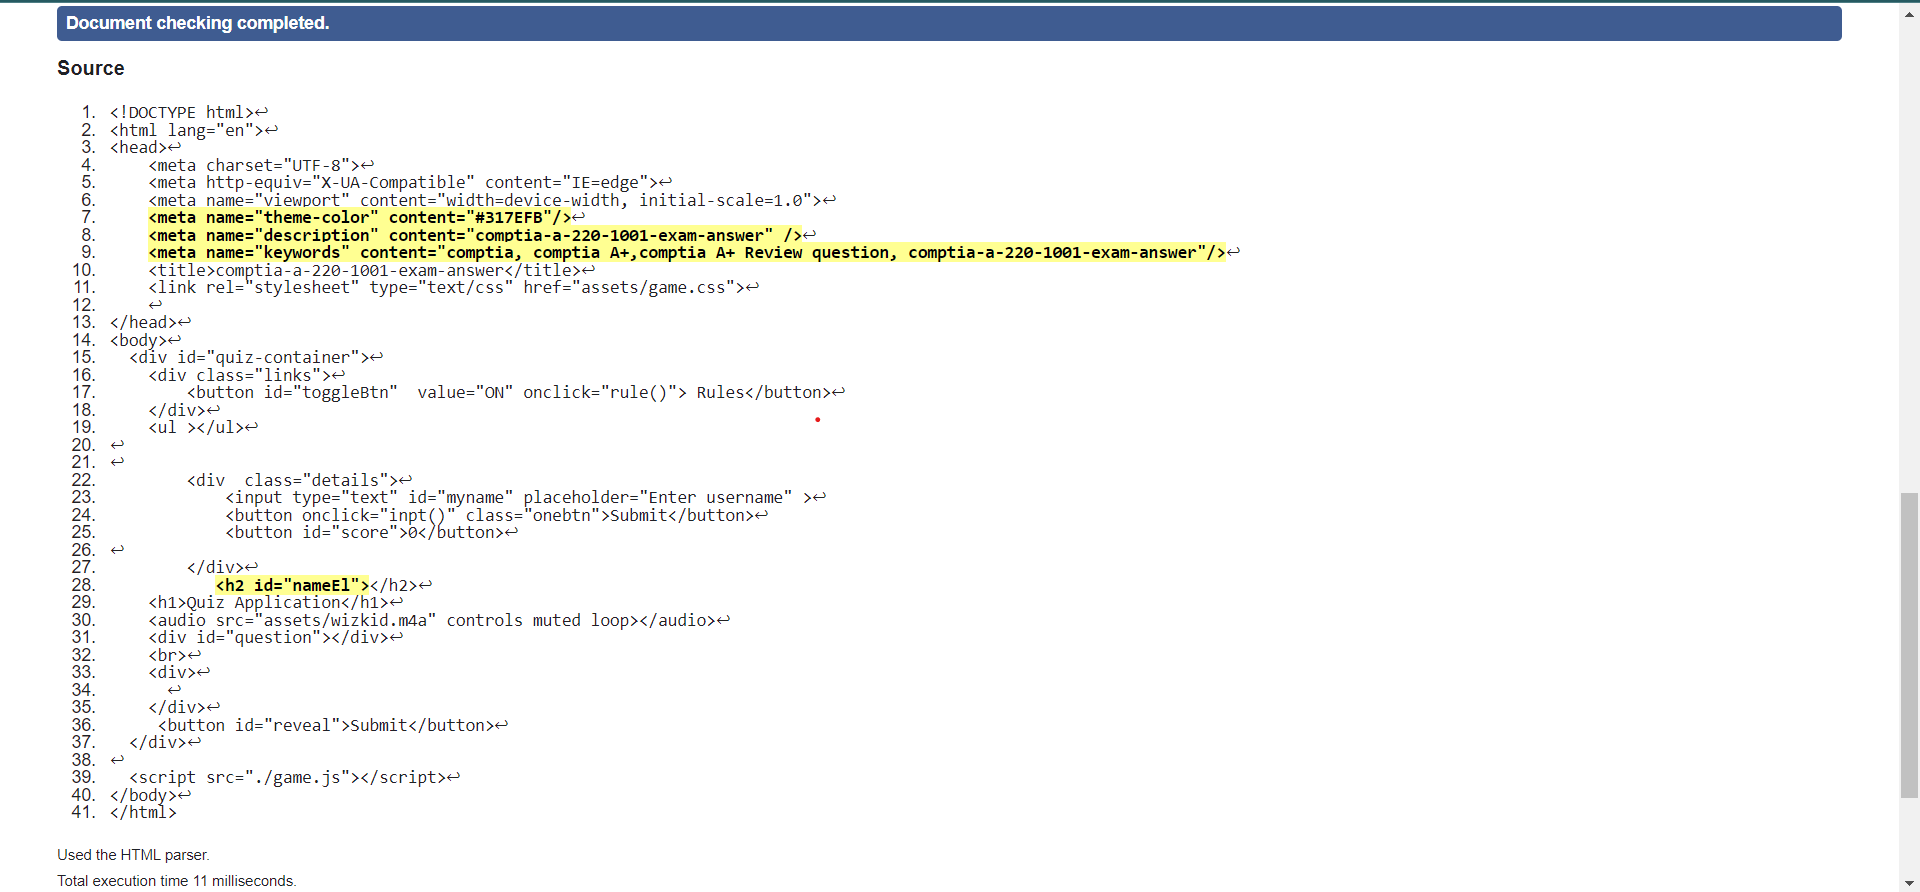 Document checking completed.
Source
1. <!DOCTYPE html>↩
2. <html lang="en">↩
3. <head>↩
4. <meta charset="UTF-8">↩
5. <meta http-equiv="X-UA-Compatible" content="IE=edge">↩
6. <meta name="viewport" content="width=device-width, initial-scale=1.0">↩
7. <meta name="theme-color" content="#317EFB"/>↩
8. <meta name="description" content="comptia-a-220-1001-exam-answer" />↩
9. <meta name="keywords" content="comptia, comptia A+,comptia A+ Review question, comptia-a-220-1001-exam-answer"/>↩
10. <title>comptia-a-220-1001-exam-answer</title>↩
11. <link rel="stylesheet" type="text/css" href="assets/game.css">↩
12. ↩
13. </head>↩
14. <body>↩
15. <div id="quiz-container">↩
16. <div class="links">↩
17. <button id="toggleBtn"  value="ON" onclick="rule()"> Rules</button>↩
18. </div>↩
19. <ul ></ul>↩
20. ↩
21. ↩
22. <div  class="details">↩
23. <input type="text" id="myname" placeholder="Enter username" >↩
24. <button onclick="inpt()" class="onebtn">Submit</button>↩
25. <button id="score">0</button>↩
26. ↩
27. </div>↩
28. <h2 id="nameEl"></h2>↩
29. <h1>Quiz Application</h1>↩
30. <audio src="assets/wizkid.m4a" controls muted loop></audio>↩
31. <div id="question"></div>↩
32. <br>↩
33. <div>↩
34. ↩
35. </div>↩
36. <button id="reveal">Submit</button>↩
37. </div>↩
38. ↩
39. <script src="./game.js"></script>↩
40. </body>↩
41. </html>
Used the HTML parser.
Total execution time 11 milliseconds.